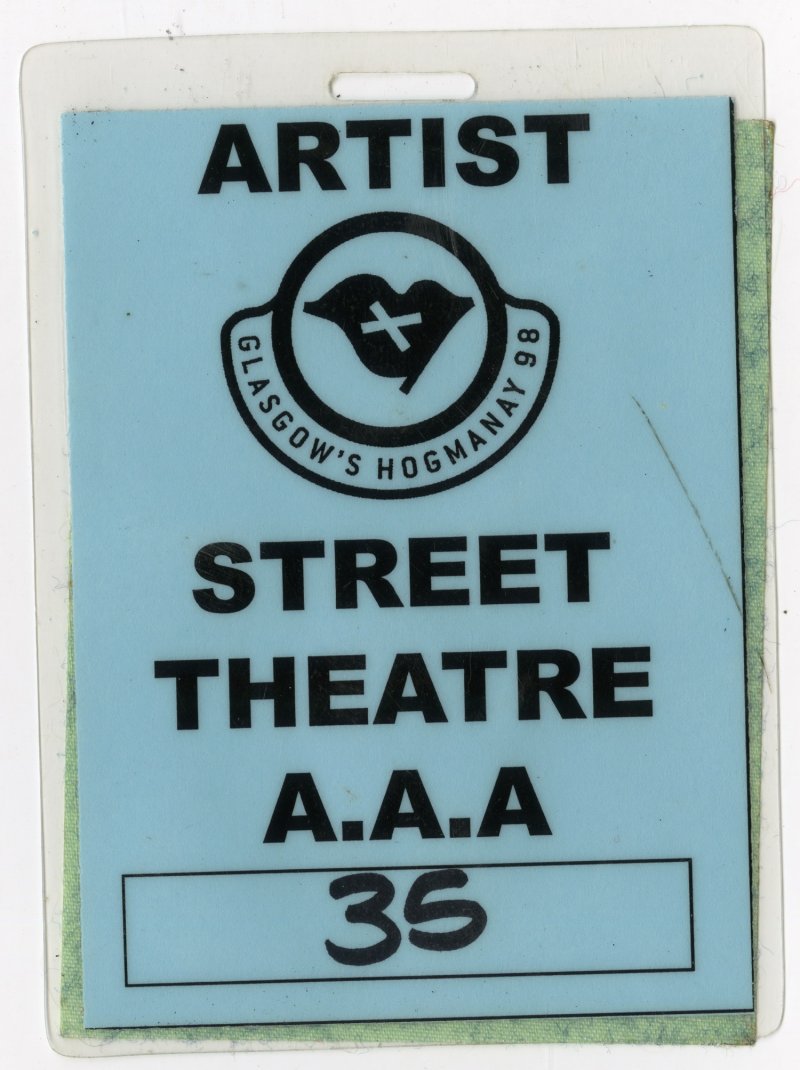 ARTIST
GLASGOW'S HOGMANAY 98
STREET
THEATRE
A.A.A
35